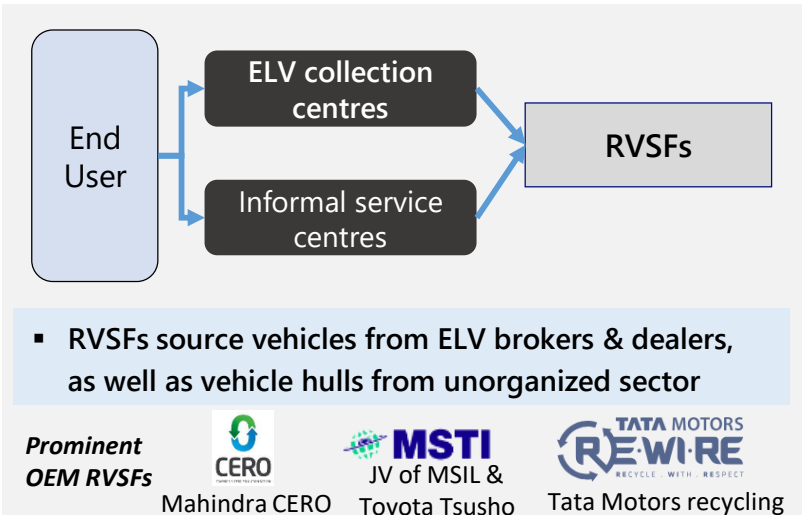 ELV collection
centres
End
User
RVSFs
Informal service
centres
▪ RVSFs source vehicles from ELV brokers & dealers,
as well as vehicle hulls from unorganized sector
Prominent
OEM RVSFs
CERO
Mahindra CERO
MSTI
JV of MSIL &
Toyota Tsusho
TATA MOTORS
RE·WI·RE
RECYCLE . WITH . RESPECT
Tata Motors recycling